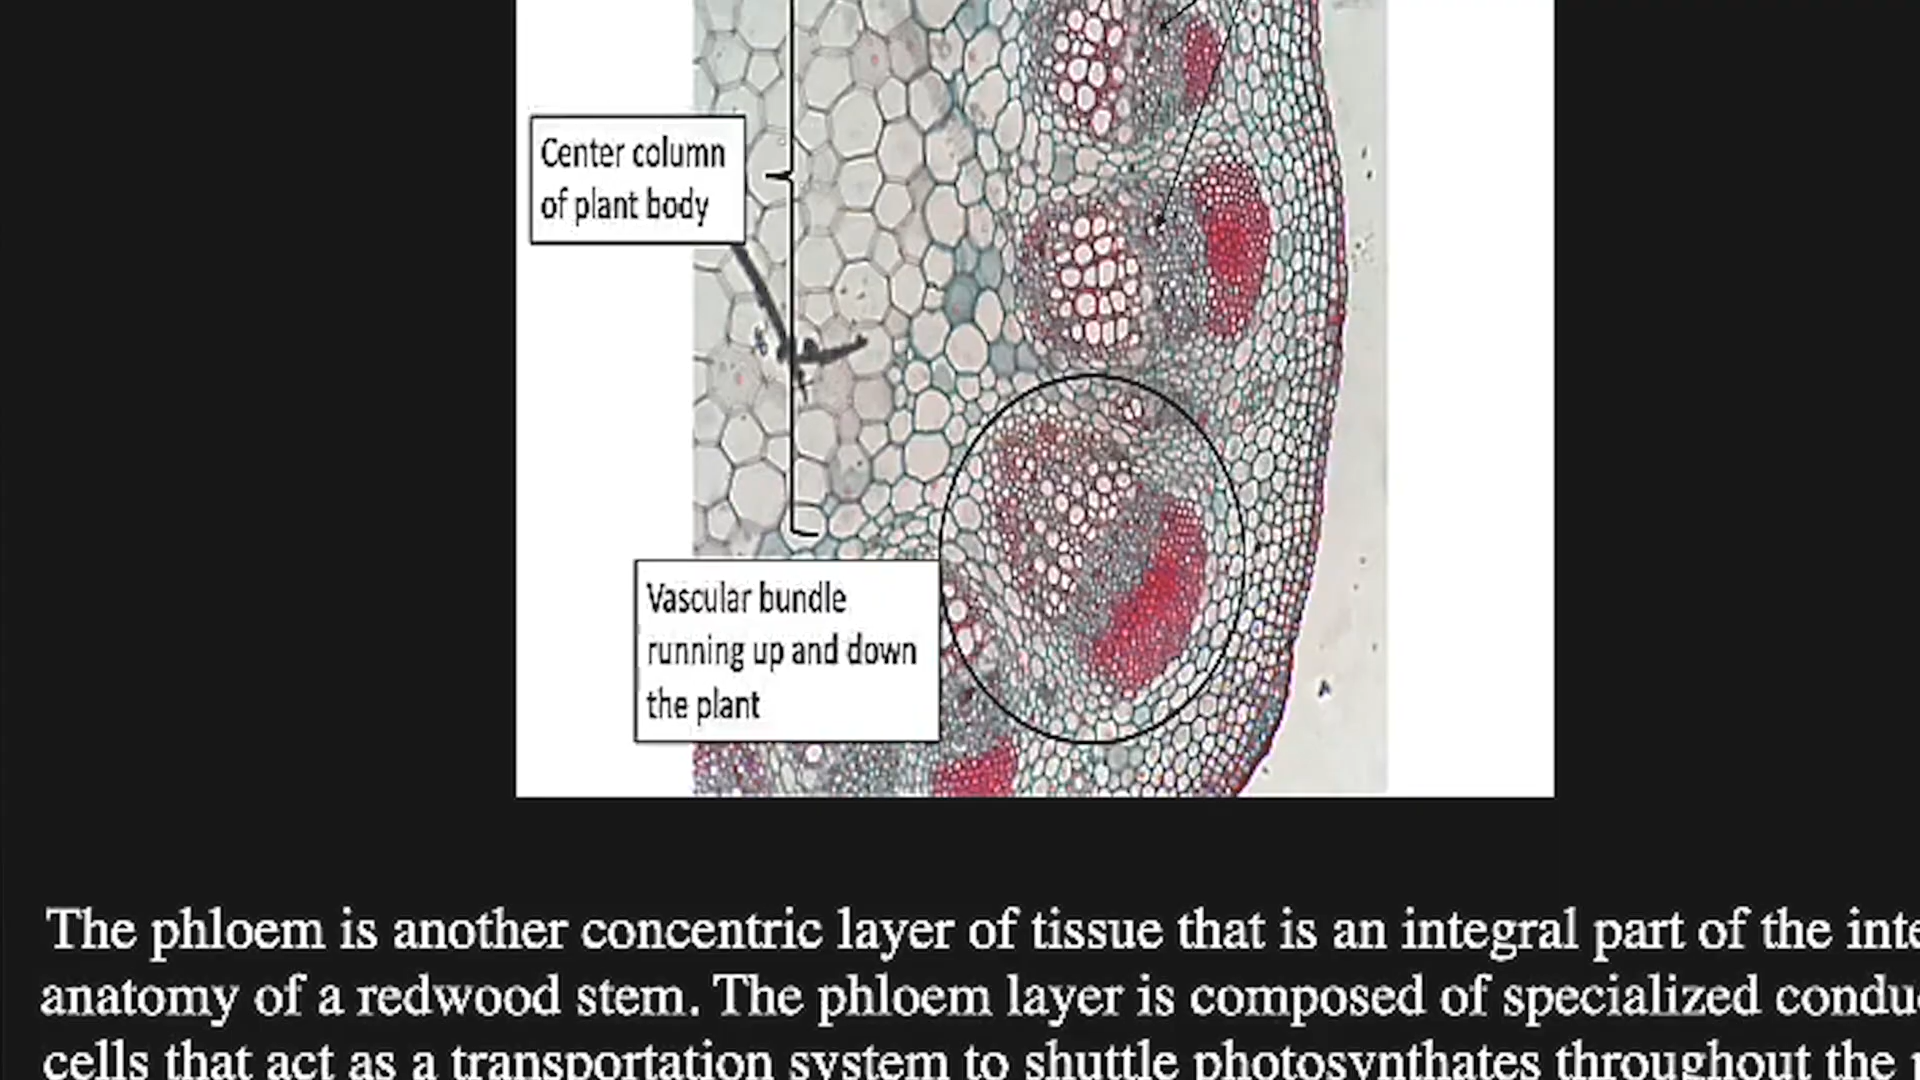 Center column
of plant body
Vascular bundle
running up and down
the plant
The phloem is another concentric layer of tissue that is an integral part of the
anatomy of a redwood stem. The phloem layer is composed of specialized
cells that act as a transportation system to shuttle photosynthates throughout the